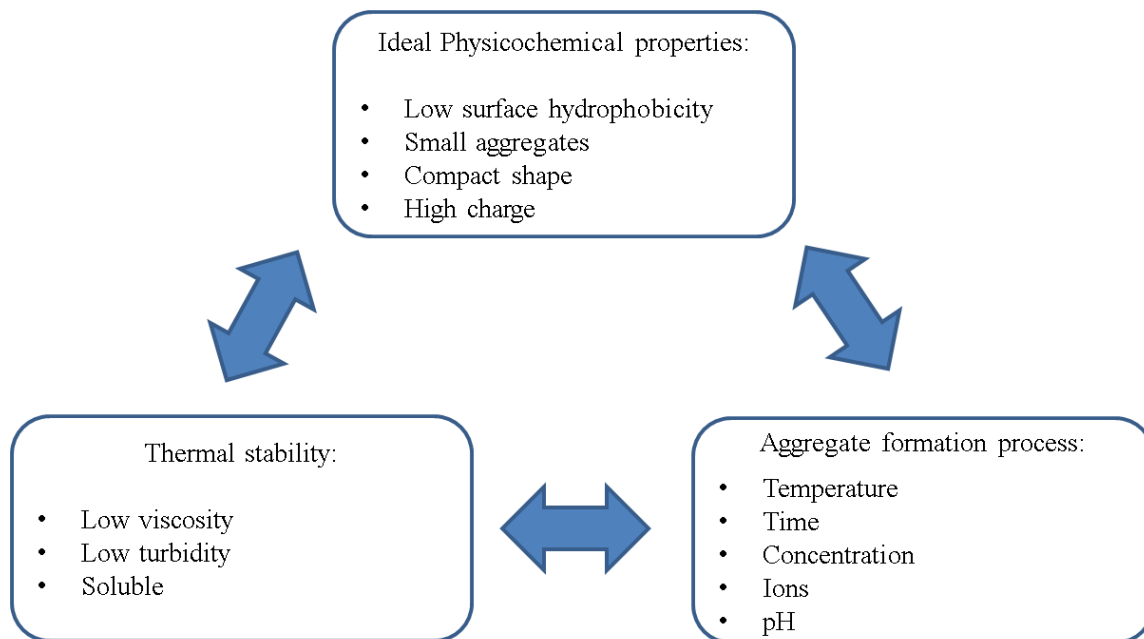 Ideal Physicochemical properties:
• Low surface hydrophobicity
• Small aggregates
• Compact shape
• High charge
Thermal stability:
• Low viscosity
• Low turbidity
• Soluble
Aggregate formation process:
• Temperature
• Time
• Concentration
• Ions
• pH